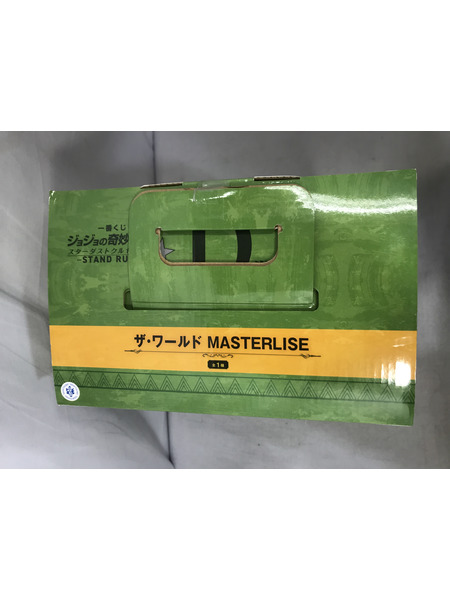 一番くじ
ジョジョの奇妙
スターダストクル
-STAND RU
ザ・ワールド MASTERLISE
全1種